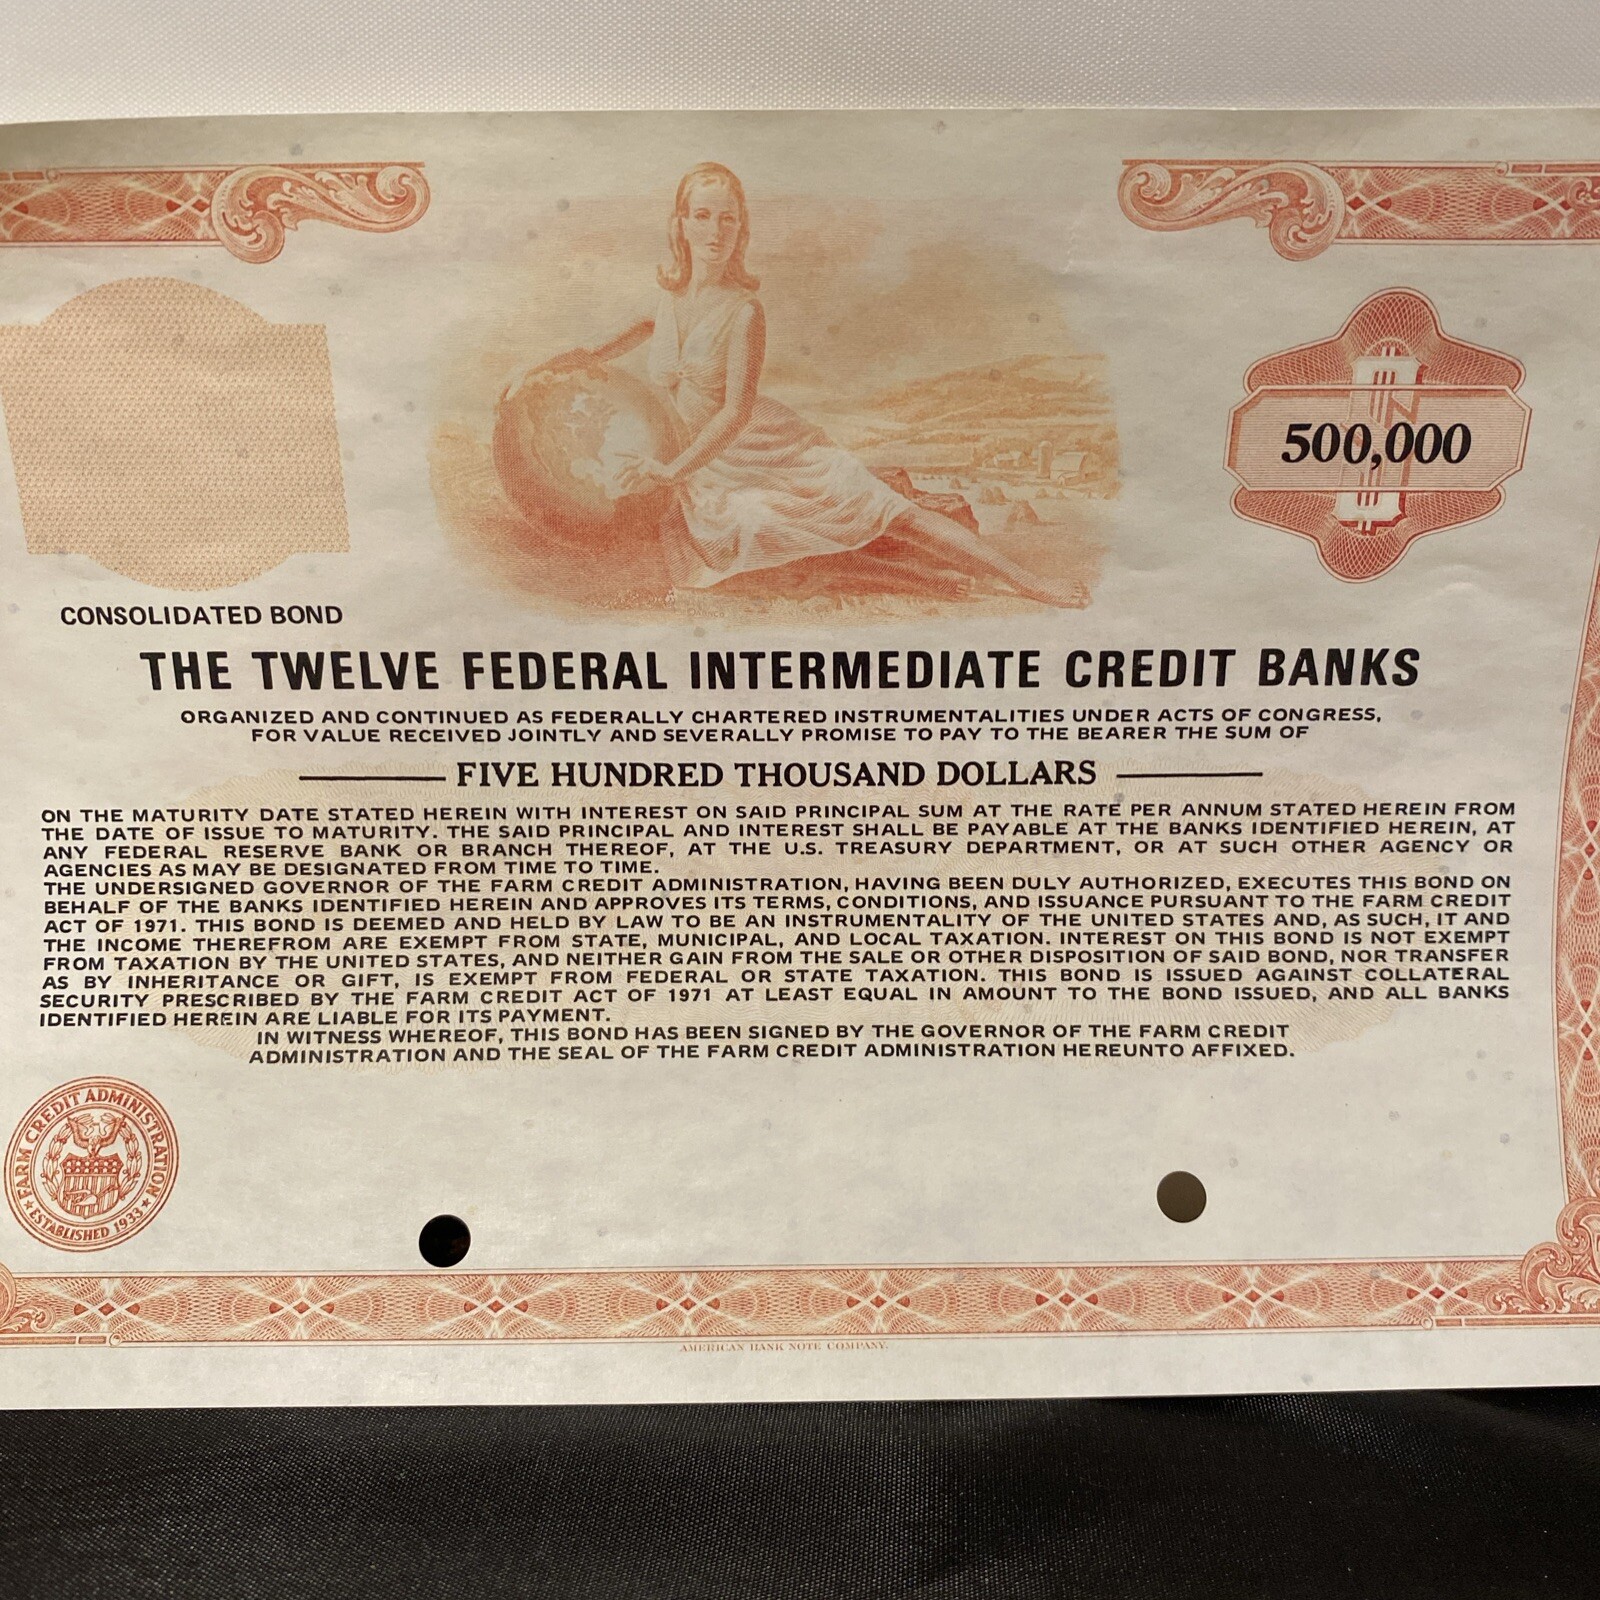 500,000
CONSOLIDATED BOND
THE TWELVE FEDERAL INTERMEDIATE CREDIT BANKS
ORGANIZED AND CONTINUED AS FEDERALLY CHARTERED INSTRUMENTALITIES UNDER ACTS OF CONGRESS,
FOR VALUE RECEIVED JOINTLY AND SEVERALLY PROMISE TO PAY TO THE BEARER THE SUM OF
FIVE HUNDRED THOUSAND DOLLARS
ON THE MATURITY DATE STATED HEREIN WITH INTEREST ON SAID PRINCIPAL SUM AT THE RATE PER ANNUM STATED HEREIN FROM
THE DATE OF ISSUE TO MATURITY. THE SAID PRINCIPAL AND INTEREST SHALL BE PAYABLE AT THE BANKS IDENTIFIED HEREIN, AT
ANY FEDERAL RESERVE BANK OR BRANCH THEREOF, AT THE U.S. TREASURY DEPARTMENT, OR AT SUCH OTHER AGENCY OR
AGENCIES AS MAY BE DESIGNATED FROM TIME TO TIME.
THE UNDERSIGNED GOVERNOR OF THE FARM CREDIT ADMINISTRATION, HAVING BEEN DULY AUTHORIZED, EXECUTES THIS BOND ON
BEHALF OF THE BANKS IDENTIFIED HEREIN AND APPROVES ITS TERMS, CONDITIONS, AND ISSUANCE PURSUANT TO THE FARM CREDIT
ACT OF 1971. THIS BOND IS DEEMED AND HELD BY LAW TO BE AN INSTRUMENTALITY OF THE UNITED STATES AND, AS SUCH, IT AND
THE INCOME THEREFROM ARE EXEMPT FROM STATE, MUNICIPAL, AND LOCAL TAXATION. INTEREST ON THIS BOND IS NOT EXEMPT
FROM TAXATION BY THE UNITED STATES, AND NEITHER GAIN FROM THE SALE OR OTHER DISPOSITION OF SAID BOND, NOR TRANSFER
AS BY INHERITANCE OR GIFT, IS EXEMPT FROM FEDERAL OR STATE TAXATION. THIS BOND IS ISSUED AGAINST COLLATERAL
SECURITY PRESCRIBED BY THE FARM CREDIT ACT OF 1971 AT LEAST EQUAL IN AMOUNT TO THE BOND ISSUED, AND ALL BANKS
IDENTIFIED HEREIN ARE LIABLE FOR ITS PAYMENT.
IN WITNESS WHEREOF, THIS BOND HAS BEEN SIGNED BY THE GOVERNOR OF THE FARM CREDIT
ADMINISTRATION AND THE SEAL OF THE FARM CREDIT ADMINISTRATION HEREUNTO AFFIXED.
FARM CREDIT ADMINISTRATION
ESTABLISHED 1933
AMERICAN BANK NOTE COMPANY.